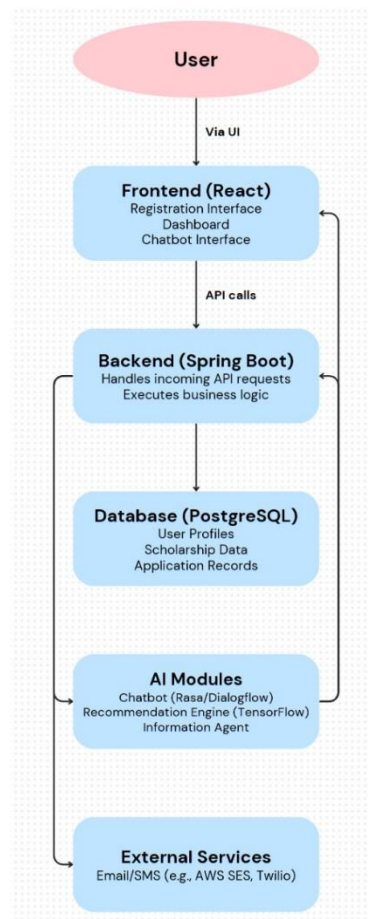 User
Via UI
Frontend (React)
Registration Interface
Dashboard
Chatbot Interface
API calls
Backend (Spring Boot)
Handles incoming API requests
Executes business logic
Database (PostgreSQL)
User Profiles
Scholarship Data
Application Records
AI Modules
Chatbot (Rasa/Dialogflow)
Recommendation Engine (TensorFlow)
Information Agent
External Services
Email/SMS (e.g., AWS SES, Twilio)